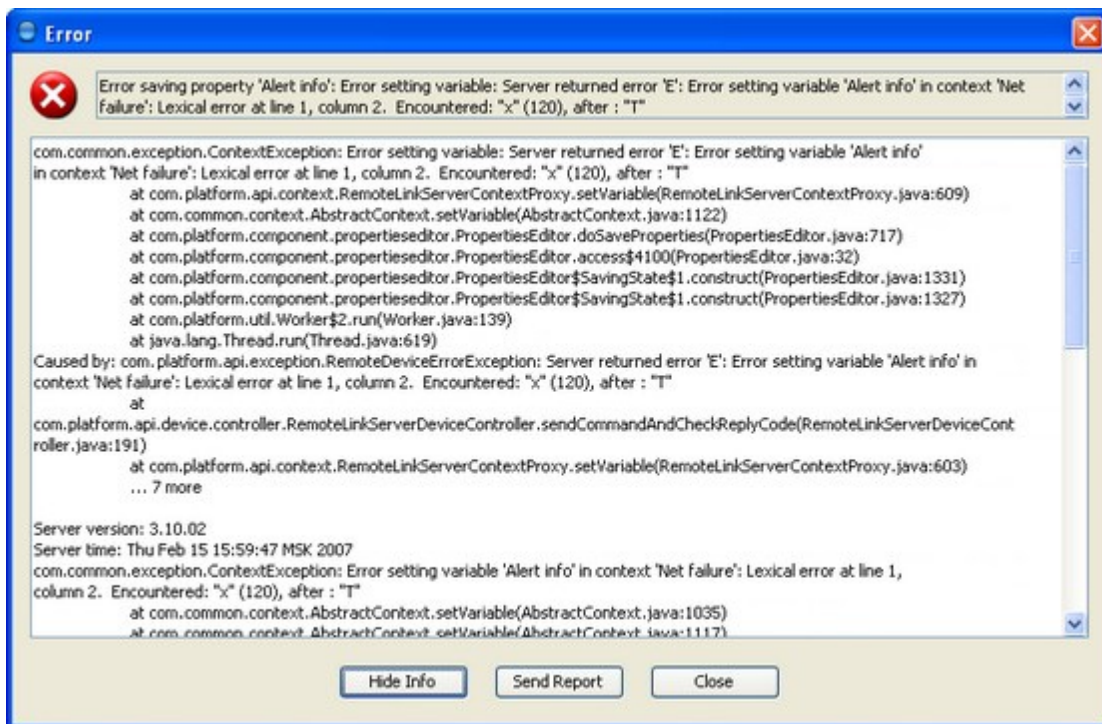 Error
Error saving property 'Alert info': Error setting variable: Server returned error 'E': Error setting variable 'Alert info' in context 'Net
failure': Lexical error at line 1, column 2.  Encountered: "x" (120), after : "T"
com.common.exception.ContextException: Error setting variable: Server returned error 'E': Error setting variable 'Alert info'
in context 'Net failure': Lexical error at line 1, column 2.  Encountered: "x" (120), after : "T"
at com.platform.api.context.RemoteLinkServerContextProxy.setVariable(RemoteLinkServerContextProxy.java:609)
at com.common.context.AbstractContext.setVariable(AbstractContext.java:1122)
at com.platform.component.propertieseditor.PropertiesEditor.doSaveProperties(PropertiesEditor.java:717)
at com.platform.component.propertieseditor.PropertiesEditor.access$4100(PropertiesEditor.java:32)
at com.platform.component.propertieseditor.PropertiesEditor$SavingState$1.construct(PropertiesEditor.java:1331)
at com.platform.component.propertieseditor.PropertiesEditor$SavingState$1.construct(PropertiesEditor.java:1327)
at com.platform.util.Worker$2.run(Worker.java:139)
at java.lang.Thread.run(Thread.java:619)
Caused by: com.platform.api.exception.RemoteDeviceErrorException: Server returned error 'E': Error setting variable 'Alert info' in
context 'Net failure': Lexical error at line 1, column 2.  Encountered: "x" (120), after : "T"
at
com.platform.api.device.controller.RemoteLinkServerDeviceController.sendCommandAndCheckReplyCode(RemoteLinkServerDeviceCont
roller.java:191)
at com.platform.api.context.RemoteLinkServerContextProxy.setVariable(RemoteLinkServerContextProxy.java:603)
... 7 more
Server version: 3.10.02
Server time: Thu Feb 15 15:59:47 MSK 2007
com.common.exception.ContextException: Error setting variable 'Alert info' in context 'Net failure': Lexical error at line 1,
column 2.  Encountered: "x" (120), after : "T"
at com.common.context.AbstractContext.setVariable(AbstractContext.java:1035)
at com.common.context.AbstractContext.setVariable(AbstractContext.java:1117)
Hide Info
Send Report
Close